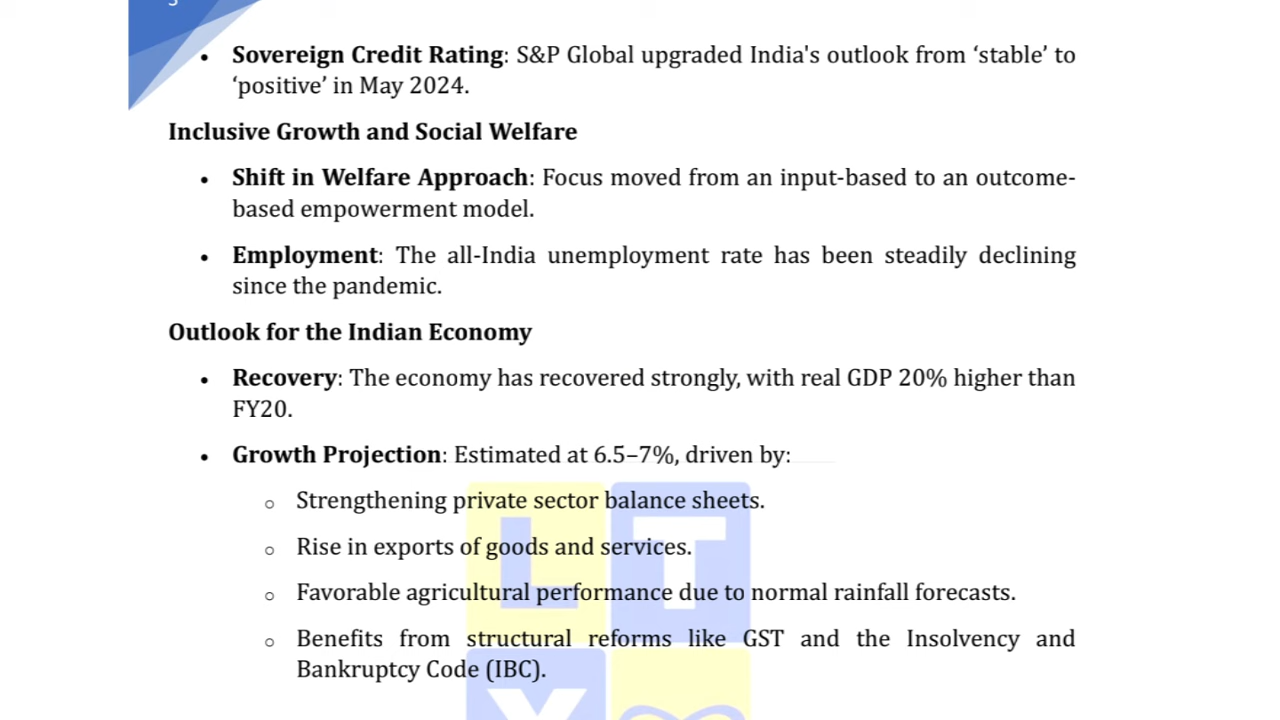 • Sovereign Credit Rating: S&P Global upgraded India's outlook from ‘stable’ to
‘positive’ in May 2024.
Inclusive Growth and Social Welfare
• Shift in Welfare Approach: Focus moved from an input-based to an outcome-
based empowerment model.
• Employment: The all-India unemployment rate has been steadily declining
since the pandemic.
Outlook for the Indian Economy
• Recovery: The economy has recovered strongly, with real GDP 20% higher than
FY20.
• Growth Projection: Estimated at 6.5–7%, driven by:
○ Strengthening private sector balance sheets.
○ Rise in exports of goods and services.
○ Favorable agricultural performance due to normal rainfall forecasts.
○ Benefits from structural reforms like GST and the Insolvency and
Bankruptcy Code (IBC).
L T
X